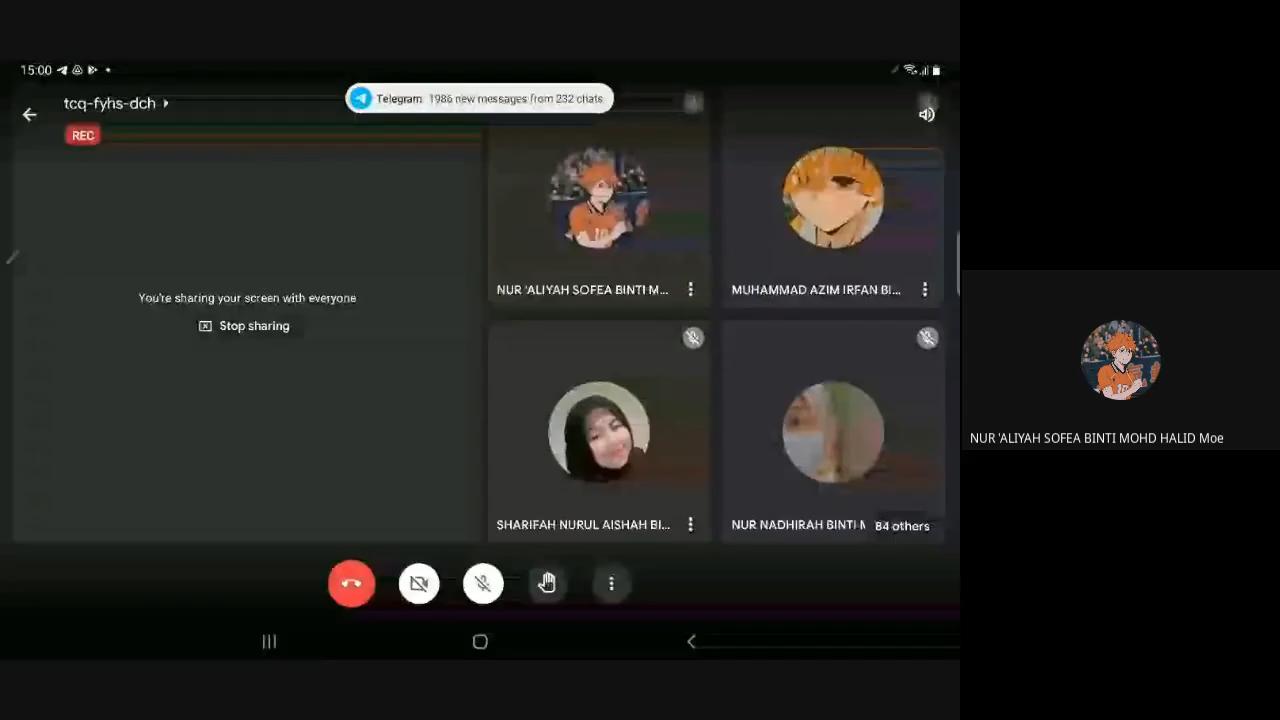 15:00
tcq-fyhs-dch
Telegram 1986 new messages from 232 chats
REC
You're sharing your screen with everyone
Stop sharing
NUR 'ALIYAH SOFEA BINTI M...
MUHAMMAD AZIM IRFAN BI...
SHARIFAH NURUL AISHAH BI...
NUR NADHIRAH BINTI
84 others
NUR 'ALIYAH SOFEA BINTI MOHD HALID Moe